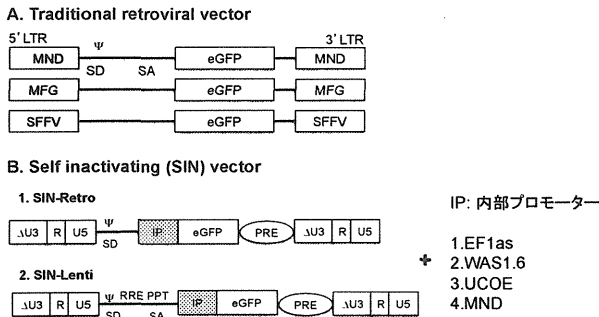 A. Traditional retroviral vector
5' LTR Ψ 3' LTR
MND eGFP MND
SD SA
MFG eGFP MFG
SFFV eGFP SFFV
B. Self inactivating (SIN) vector
1. SIN-Retro
ΔU3 R U5 Ψ IP eGFP PRE ΔU3 R U5
SD
2. SIN-Lenti
ΔU3 R U5 Ψ RRE PPT IP eGFP PRE ΔU3 R U5
SD SA
IP: 内部プロモーター
+
1.EF1as
2.WAS1.6
3.UCOE
4.MND